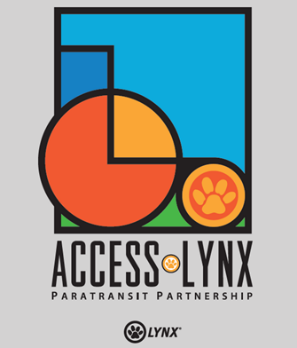 ACCESS LYNX
PARATRANSIT PARTNERSHIP
LYNX®